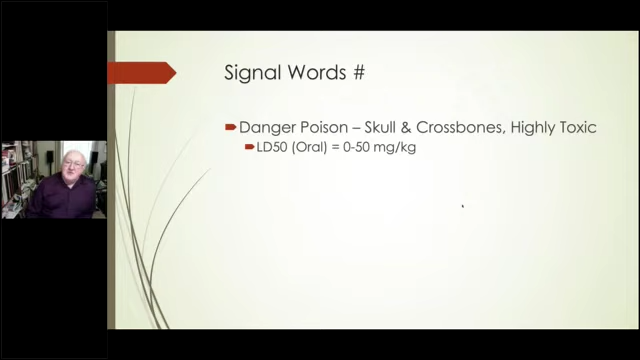 Signal Words #
Danger Poison – Skull & Crossbones, Highly Toxic
LD50 (Oral) = 0-50 mg/kg